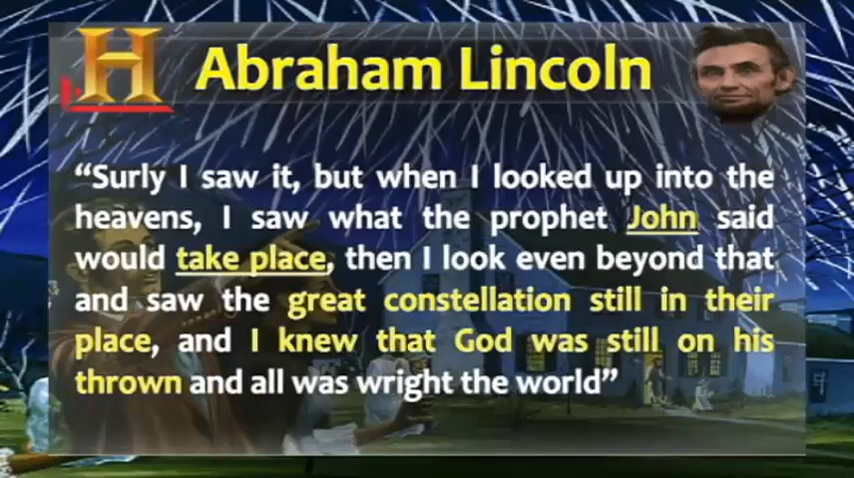 H
Abraham Lincoln
“Surly I saw it, but when I looked up into the
heavens, I saw what the prophet John said
would take place, then I look even beyond that
and saw the great constellation still in their
place, and I knew that God was still on his
thrown and all was wright the world”